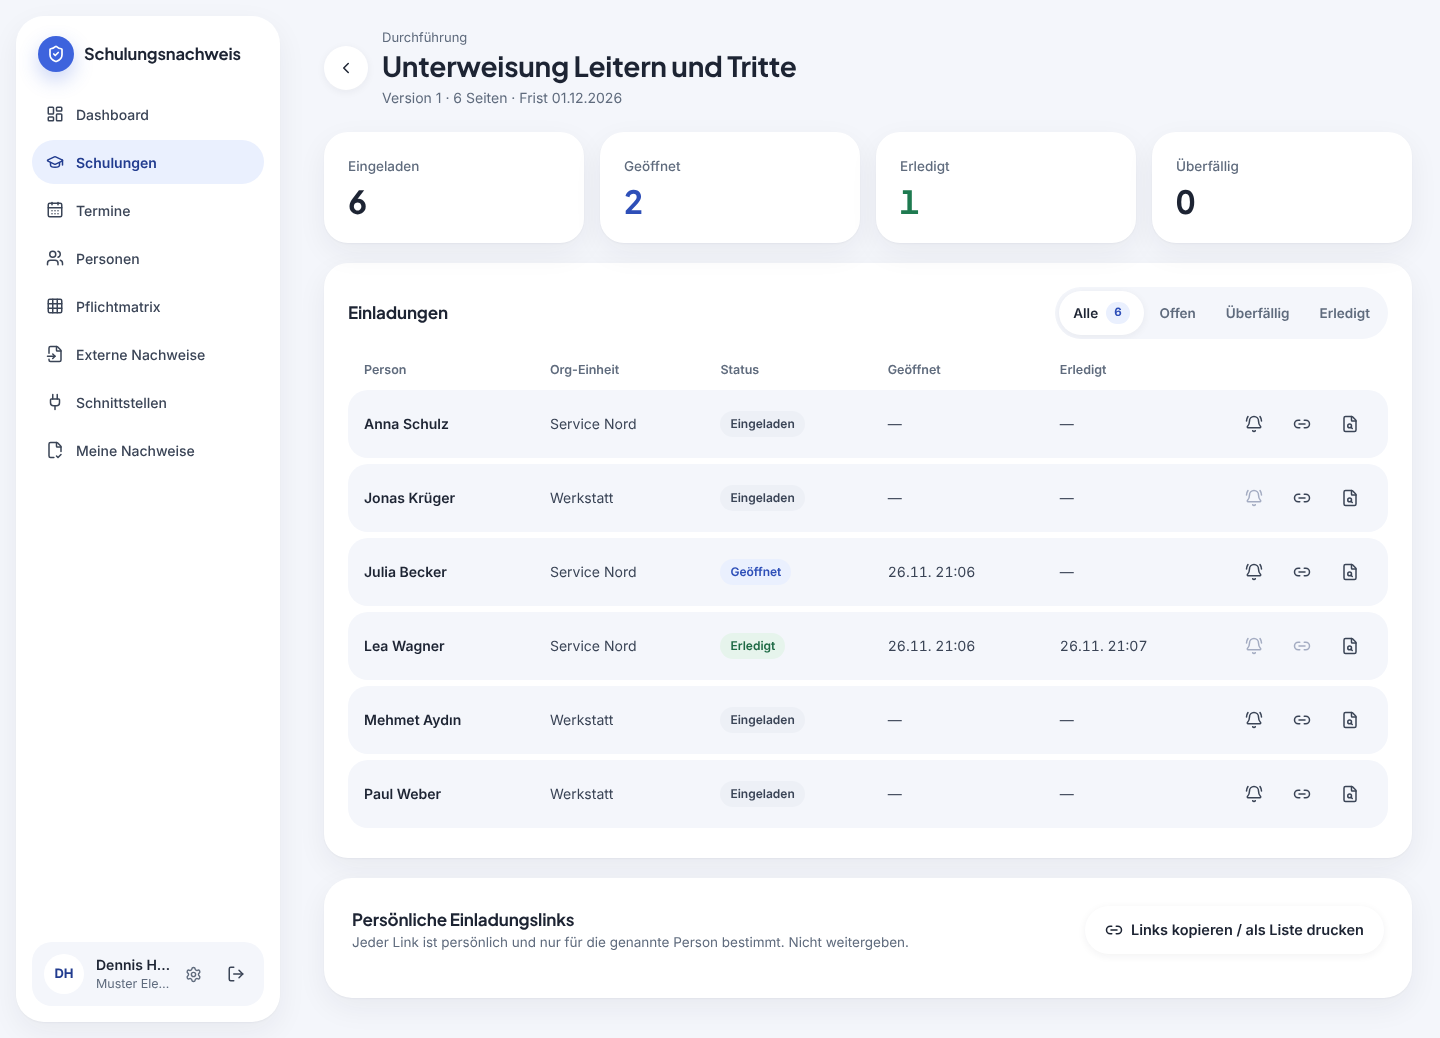 Schulungsnachweis
Dashboard
Schulungen
Termine
Personen
Pflichtmatrix
Externe Nachweise
Schnittstellen
Meine Nachweise
DH
Dennis H...
Muster Ele...
Durchführung
Unterweisung Leitern und Tritte
Version 1 · 6 Seiten · Frist 01.12.2026
Eingeladen
6
Geöffnet
2
Erledigt
1
Überfällig
0
Einladungen
Alle 6 Offen Überfällig Erledigt
Person Org-Einheit Status Geöffnet Erledigt
Anna Schulz Service Nord Eingeladen — —
Jonas Krüger Werkstatt Eingeladen — —
Julia Becker Service Nord Geöffnet 26.11. 21:06 —
Lea Wagner Service Nord Erledigt 26.11. 21:06 26.11. 21:07
Mehmet Aydın Werkstatt Eingeladen — —
Paul Weber Werkstatt Eingeladen — —
Persönliche Einladungslinks
Jeder Link ist persönlich und nur für die genannte Person bestimmt. Nicht weitergeben.
Links kopieren / als Liste drucken